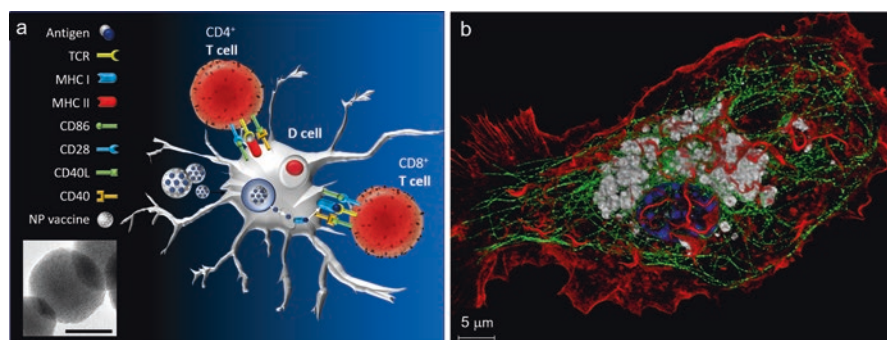 a
Antigen
TCR
MHC I
MHC II
CD86
CD28
CD40L
CD40
NP vaccine
CD4⁺
T cell
D cell
CD8⁺
T cell
b
5 µm